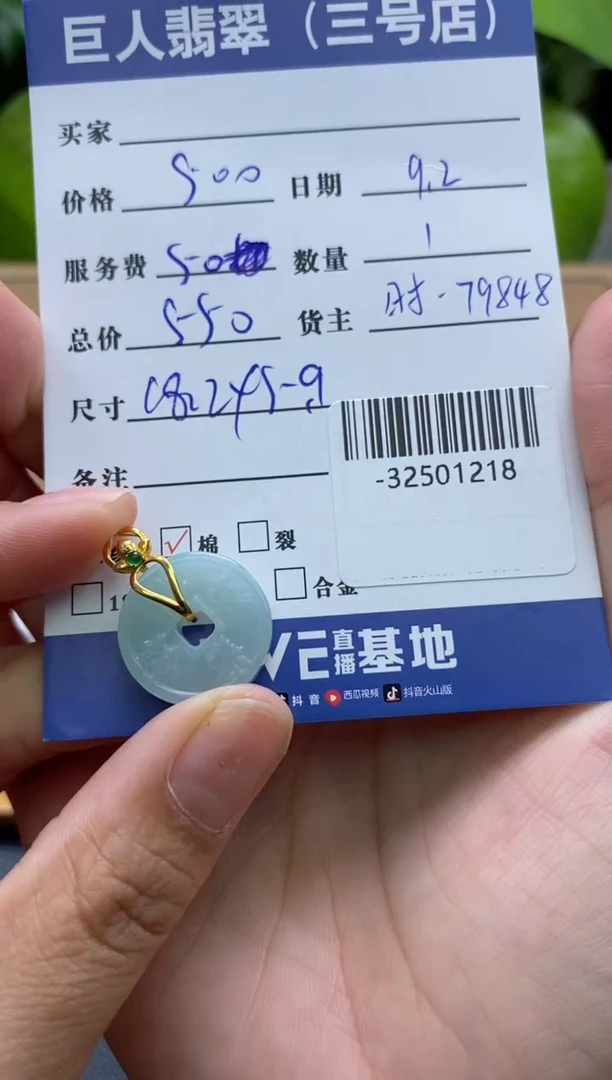 巨人翡翠（三号店）
买家
价格 500 日期 9.2
服务费 50 数量 1
总价 550 货主 -79848
尺寸
备注
-32501218
棉 裂
合金
直播基地
抖音 西瓜视频 抖音火山版